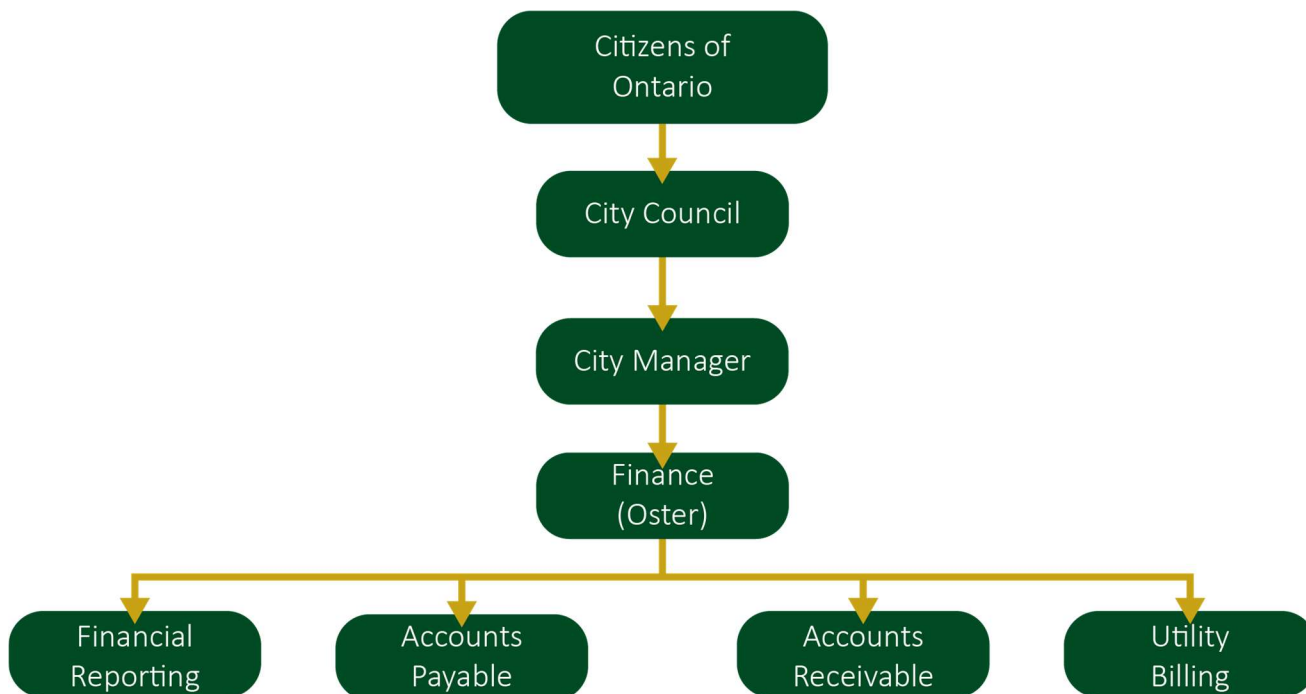 Citizens of
Ontario
City Council
City Manager
Finance
(Oster)
Financial
Reporting
Accounts
Payable
Accounts
Receivable
Utility
Billing